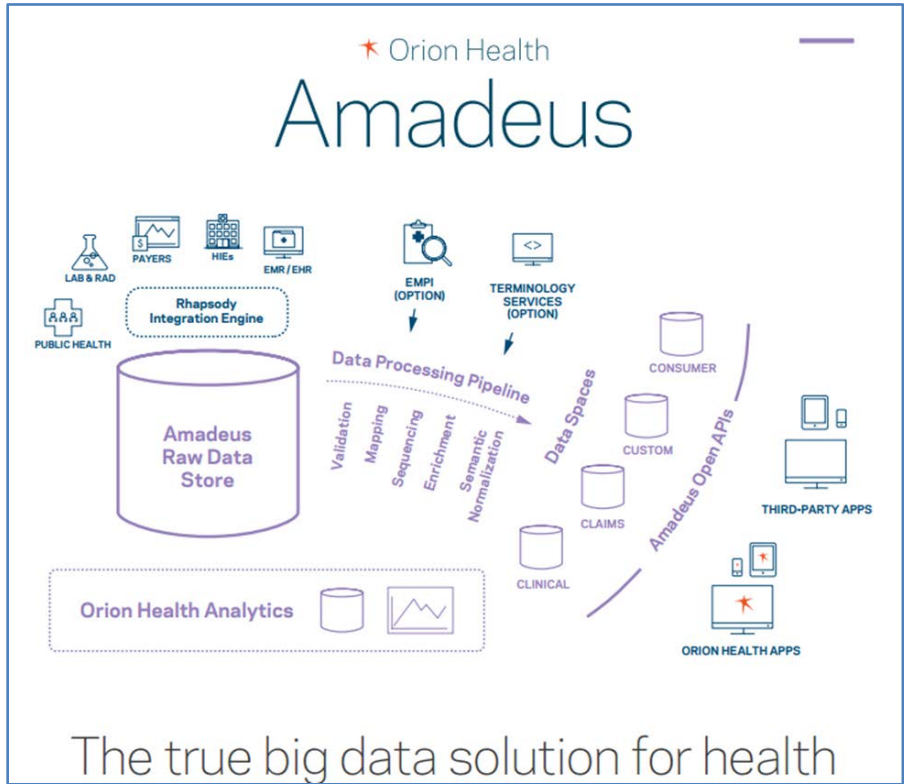 Orion Health
Amadeus
LAB & RAD
PAYERS
HIEs
EMR / EHR
PUBLIC HEALTH
Rhapsody
Integration Engine
EMPI
(OPTION)
TERMINOLOGY
SERVICES
(OPTION)
Amadeus
Raw Data
Store
Data Processing Pipeline
Validation
Mapping
Sequencing
Enrichment
Semantic
Normalization
Data Spaces
CONSUMER
CUSTOM
CLAIMS
CLINICAL
Amadeus Open APIs
THIRD-PARTY APPS
ORION HEALTH APPS
Orion Health Analytics
$
<>
The true big data solution for health